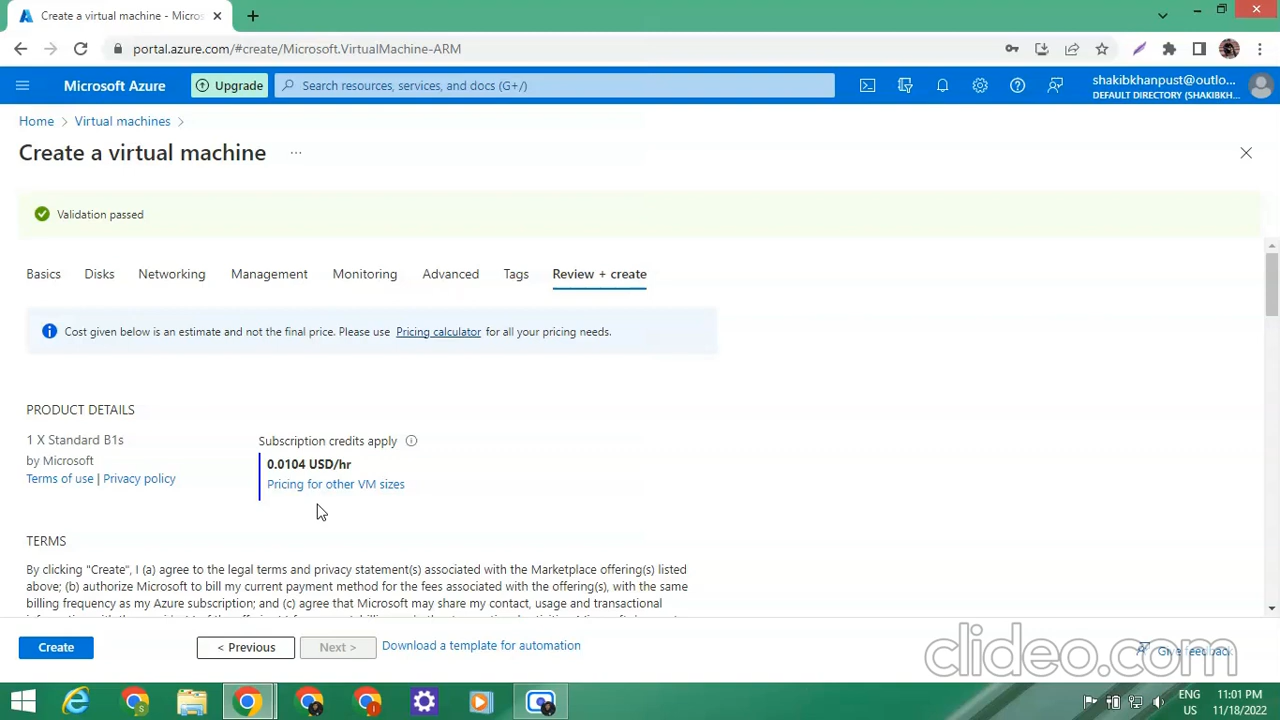 Create a virtual machine - Micros
portal.azure.com/#create/Microsoft.VirtualMachine-ARM
Microsoft Azure
Upgrade
Search resources, services, and docs (G+/)
shakibkhanpust@outlo...
DEFAULT DIRECTORY (SHAKIBKH...
Home > Virtual machines >
Create a virtual machine ...
Validation passed
Basics Disks Networking Management Monitoring Advanced Tags Review + create
Cost given below is an estimate and not the final price. Please use Pricing calculator for all your pricing needs.
PRODUCT DETAILS
1 X Standard B1s
by Microsoft
Terms of use | Privacy policy
Subscription credits apply
0.0104 USD/hr
Pricing for other VM sizes
TERMS
By clicking "Create", I (a) agree to the legal terms and privacy statement(s) associated with the Marketplace offering(s) listed
above; (b) authorize Microsoft to bill my current payment method for the fees associated with the offering(s), with the same
billing frequency as my Azure subscription; and (c) agree that Microsoft may share my contact, usage and transactional
Create
< Previous
Next >
Download a template for automation
Give feedback
clideo.com
ENG
US
11:01 PM
11/18/2022